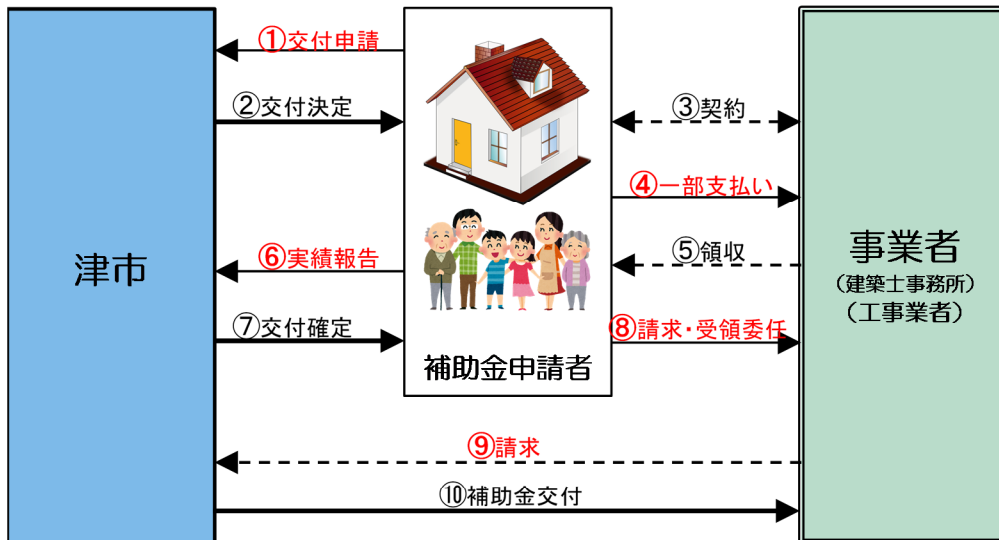 ①交付申請
②交付決定
③契約
④一部支払い
⑤領収
⑥実績報告
⑦交付確定
⑧請求・受領委任
津市
補助金申請者
事業者
(建築士事務所)
(工事業者)
⑨請求
⑩補助金交付